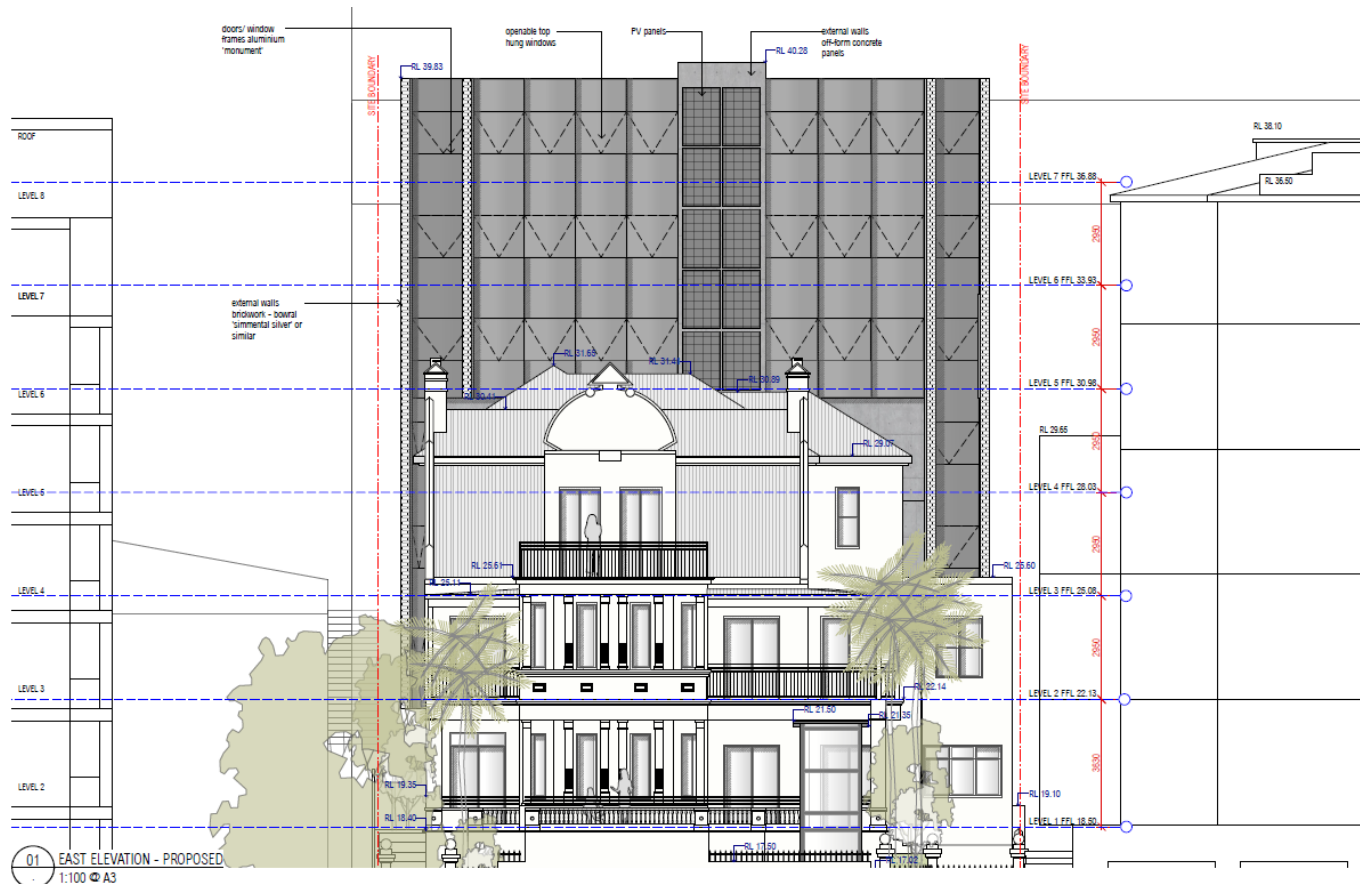 doors/ window
frames aluminium
'monument'
openable top
hung windows
PV panels
external walls
off-form concrete
panels
RL 40.28
RL 39.83
SITE BOUNDARY
SITE BOUNDARY
ROOF
RL 38.10
LEVEL 7 FFL 36.88
RL 36.50
LEVEL 8
2950
LEVEL 6 FFL 33.93
LEVEL 7
external walls
brickwork - bowral
'simmental silver' or
similar
2950
RL 31.65
RL 31.41
RL 30.89
LEVEL 5 FFL 30.98
LEVEL 6
RL 30.41
RL 29.65
RL 29.07
2950
LEVEL 4 FFL 28.03
LEVEL 5
2950
RL 25.61
RL 25.60
RL 25.11
LEVEL 3 FFL 25.08
LEVEL 4
2950
LEVEL 3
LEVEL 2 FFL 22.13
RL 22.14
RL 21.50
RL 21.35
3630
LEVEL 2
RL 19.35
RL 19.10
RL 18.40
LEVEL 1 FFL 18.50
RL 17.50
RL 17.02
01
EAST ELEVATION - PROPOSED
1:100 @ A3